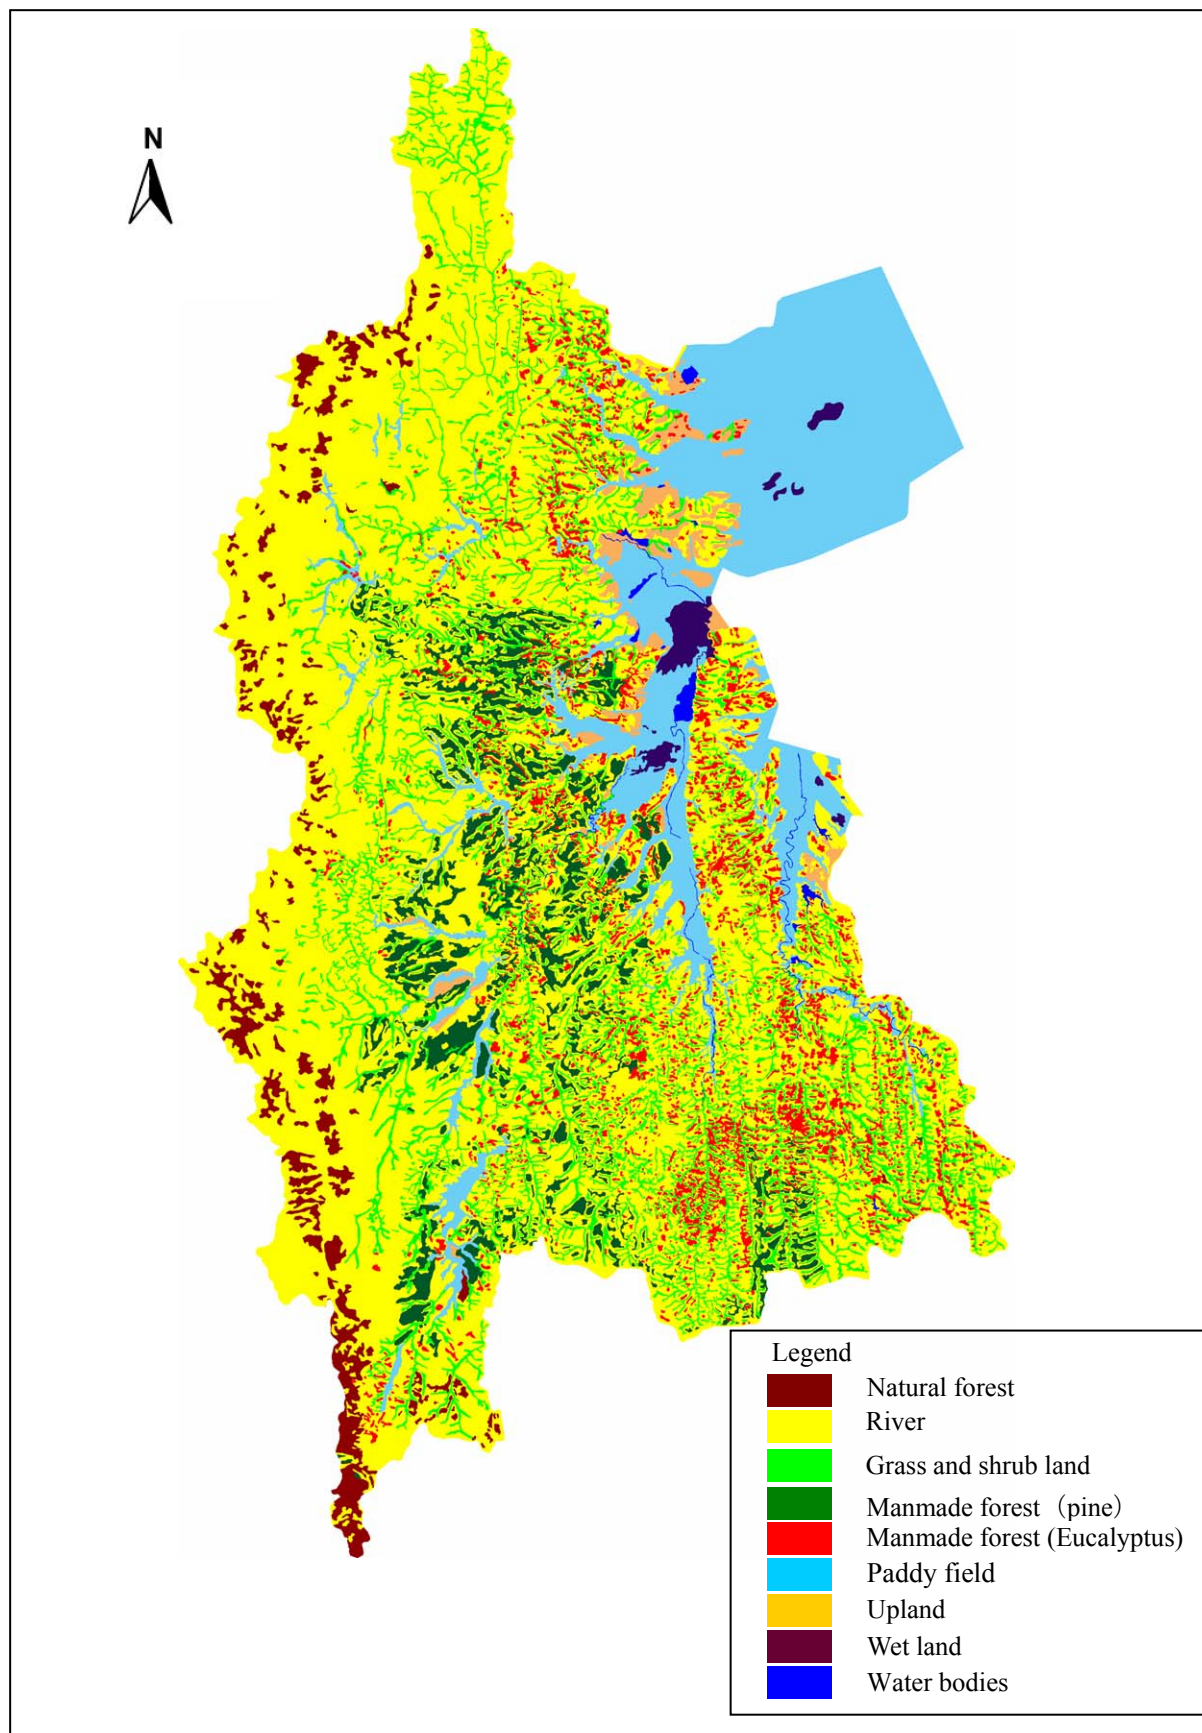 N
Legend
Natural forest
River
Grass and shrub land
Manmade forest（pine）
Manmade forest (Eucalyptus)
Paddy field
Upland
Wet land
Water bodies